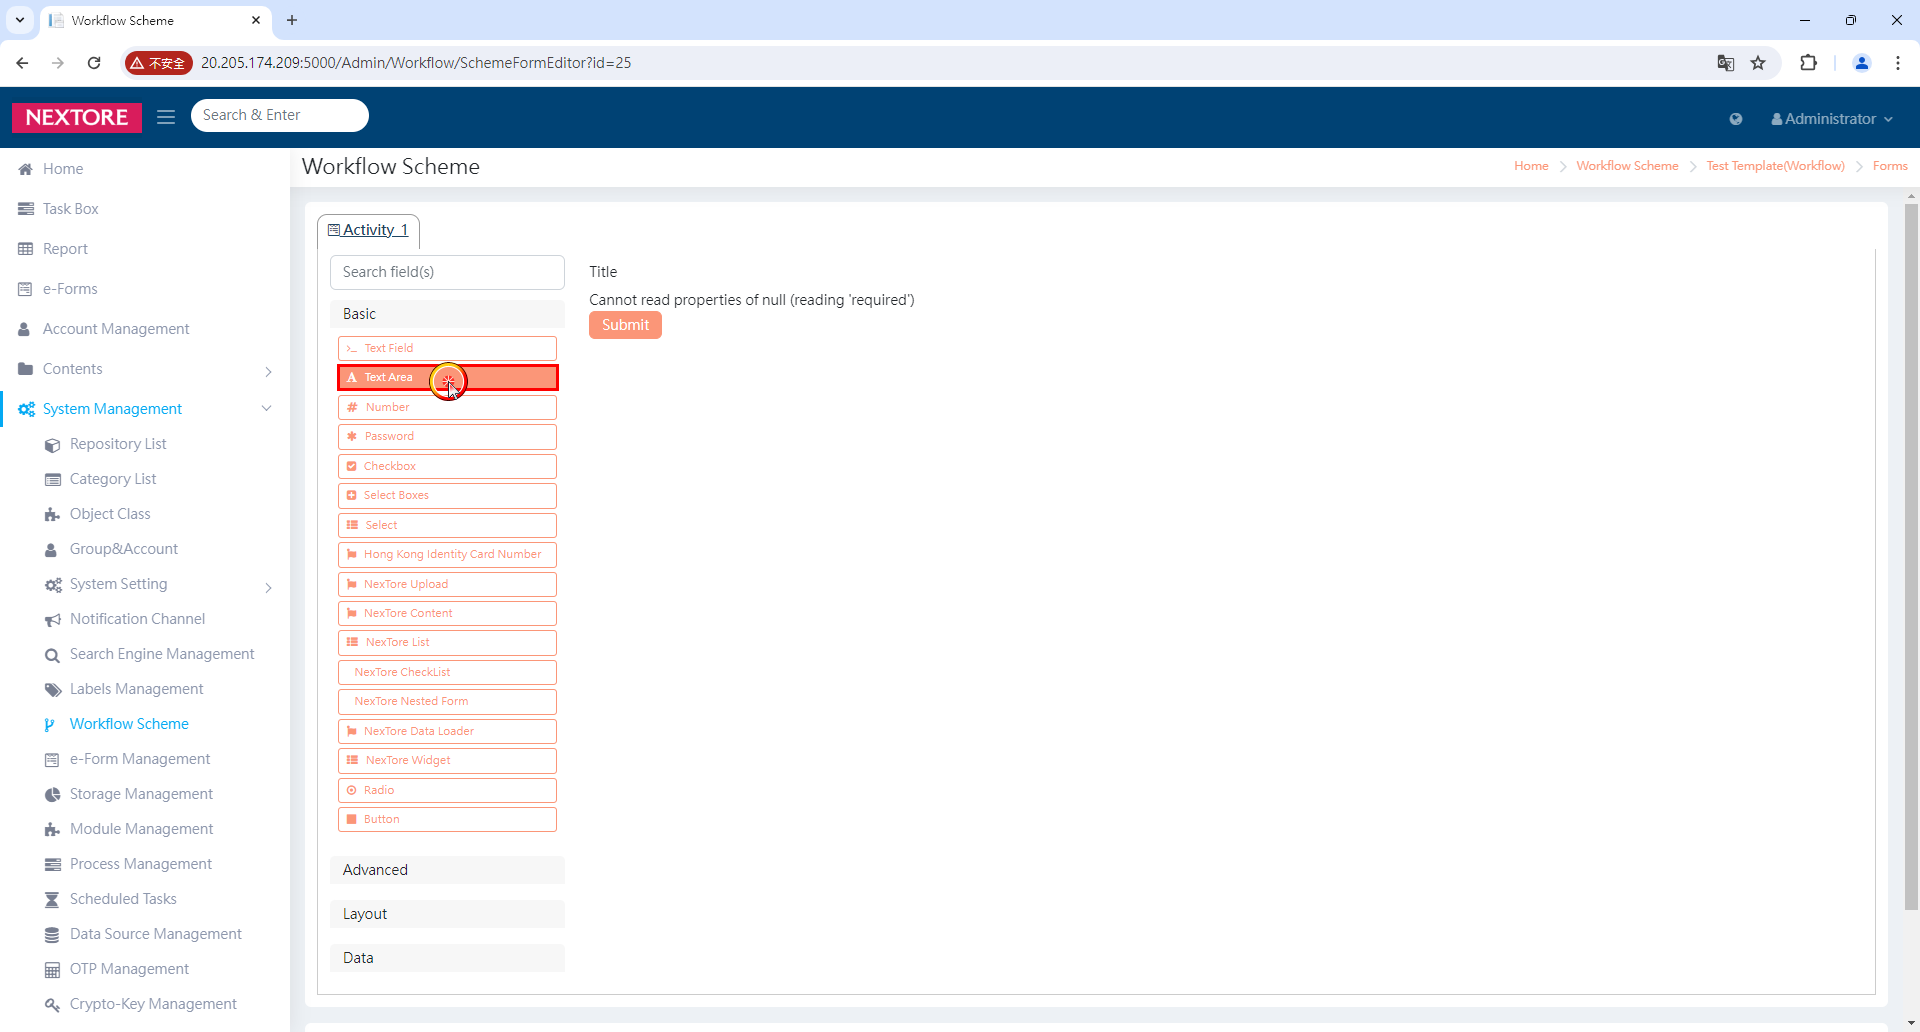 Workflow Scheme
不安全
20.205.174.209:5000/Admin/Workflow/SchemeFormEditor?id=25
NEXTORE
Search & Enter
Administrator
Home
Task Box
Report
e-Forms
Account Management
Contents
System Management
Repository List
Category List
Object Class
Group&Account
System Setting
Notification Channel
Search Engine Management
Labels Management
Workflow Scheme
e-Form Management
Storage Management
Module Management
Process Management
Scheduled Tasks
Data Source Management
OTP Management
Crypto-Key Management
Workflow Scheme
Home > Workflow Scheme > Test Template(Workflow) > Forms
Activity_1
Search field(s)
Basic
Text Field
Text Area
Number
Password
Checkbox
Select Boxes
Select
Hong Kong Identity Card Number
NexTore Upload
NexTore Content
NexTore List
NexTore CheckList
NexTore Nested Form
NexTore Data Loader
NexTore Widget
Radio
Button
Advanced
Layout
Data
Title
Cannot read properties of null (reading 'required')
Submit